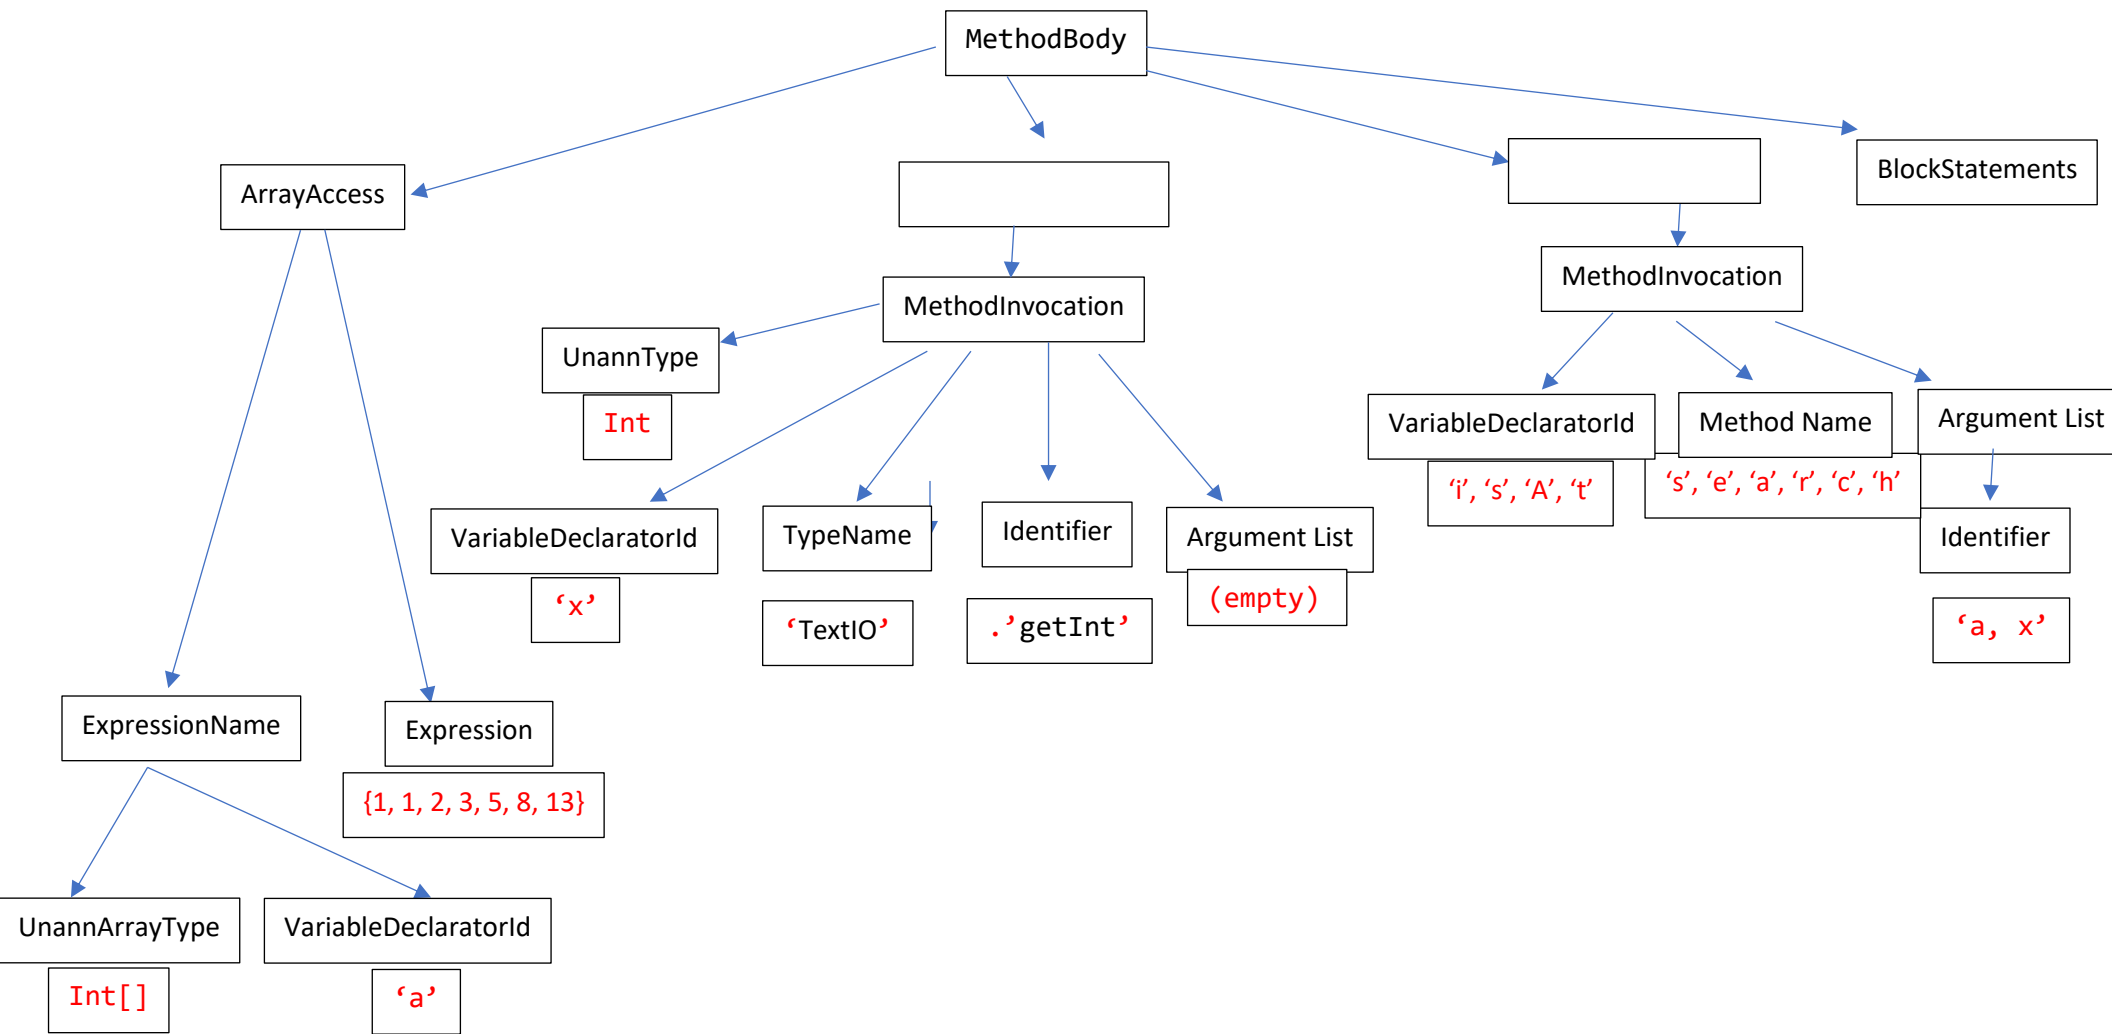 MethodBody
ArrayAccess
BlockStatements
MethodInvocation
MethodInvocation
UnannType
Int
VariableDeclaratorId
Method Name
Argument List
‘i’, ‘s’, ‘A’, ‘t’
‘s’, ‘e’, ‘a’, ‘r’, ‘c’, ‘h’
VariableDeclaratorId
TypeName
Identifier
Argument List
Identifier
‘x’
‘TextIO’
.’getInt’
(empty)
‘a, x’
ExpressionName
Expression
{1, 1, 2, 3, 5, 8, 13}
UnannArrayType
VariableDeclaratorId
Int[]
‘a’